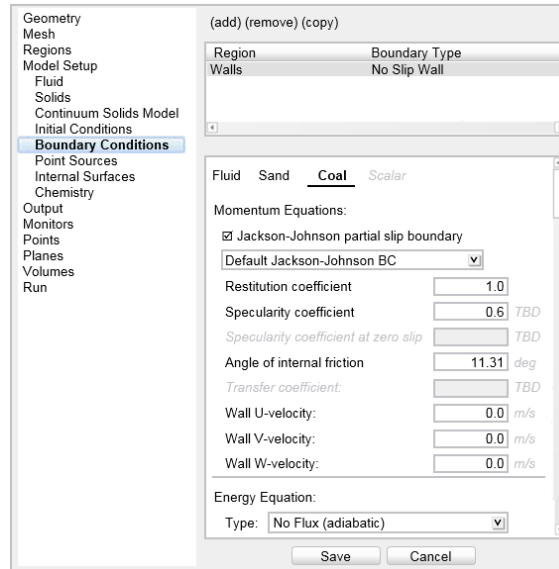 Geometry
Mesh
Regions
Model Setup
Fluid
Solids
Continuum Solids Model
Initial Conditions
Boundary Conditions
Point Sources
Internal Surfaces
Chemistry
Output
Monitors
Points
Planes
Volumes
Run
(add) (remove) (copy)
Region Boundary Type
Walls No Slip Wall
Fluid Sand Coal Scalar
Momentum Equations:
Jackson-Johnson partial slip boundary
Default Jackson-Johnson BC
Restitution coefficient 1.0
Specularity coefficient 0.6 TBD
Specularity coefficient at zero slip TBD
Angle of internal friction 11.31 deg
Transfer coefficient: TBD
Wall U-velocity: 0.0 m/s
Wall V-velocity: 0.0 m/s
Wall W-velocity: 0.0 m/s
Energy Equation:
Type: No Flux (adiabatic)
Save Cancel